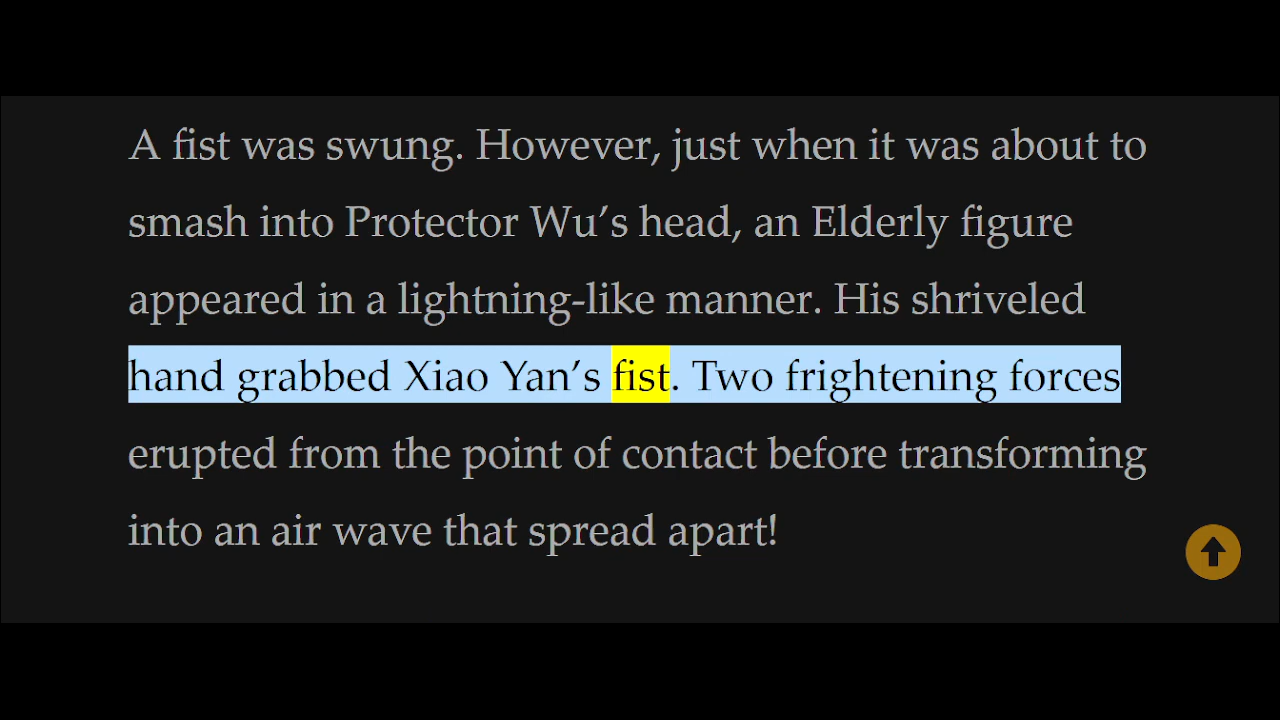 A fist was swung. However, just when it was about to
smash into Protector Wu’s head, an Elderly figure
appeared in a lightning-like manner. His shriveled
hand grabbed Xiao Yan’s fist. Two frightening forces
erupted from the point of contact before transforming
into an air wave that spread apart!